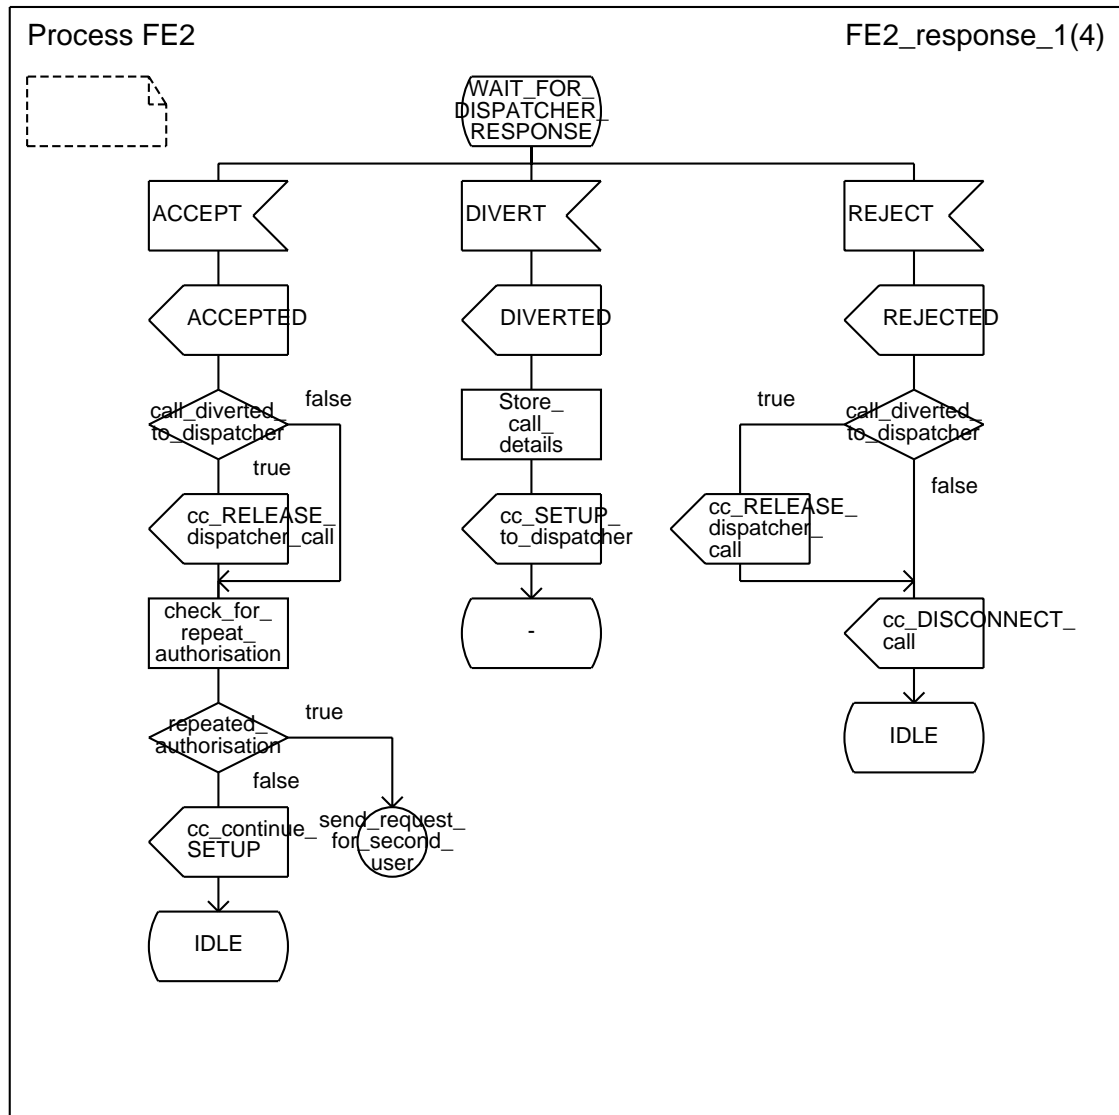 Process FE2
FE2_response_1(4)
WAIT_FOR_
DISPATCHER_
RESPONSE
ACCEPT
DIVERT
REJECT
ACCEPTED
DIVERTED
REJECTED
call_diverted_
to_dispatcher
false
true
Store_
call_
details
true
call_diverted_
to_dispatcher
false
cc_RELEASE_
dispatcher_call
cc_SETUP_
to_dispatcher
cc_RELEASE_
dispatcher_
call
check_for_
repeat_
authorisation
-
cc_DISCONNECT_
call
repeated_
authorisation
true
false
IDLE
cc_continue_
SETUP
send_request_
for_second_
user
IDLE